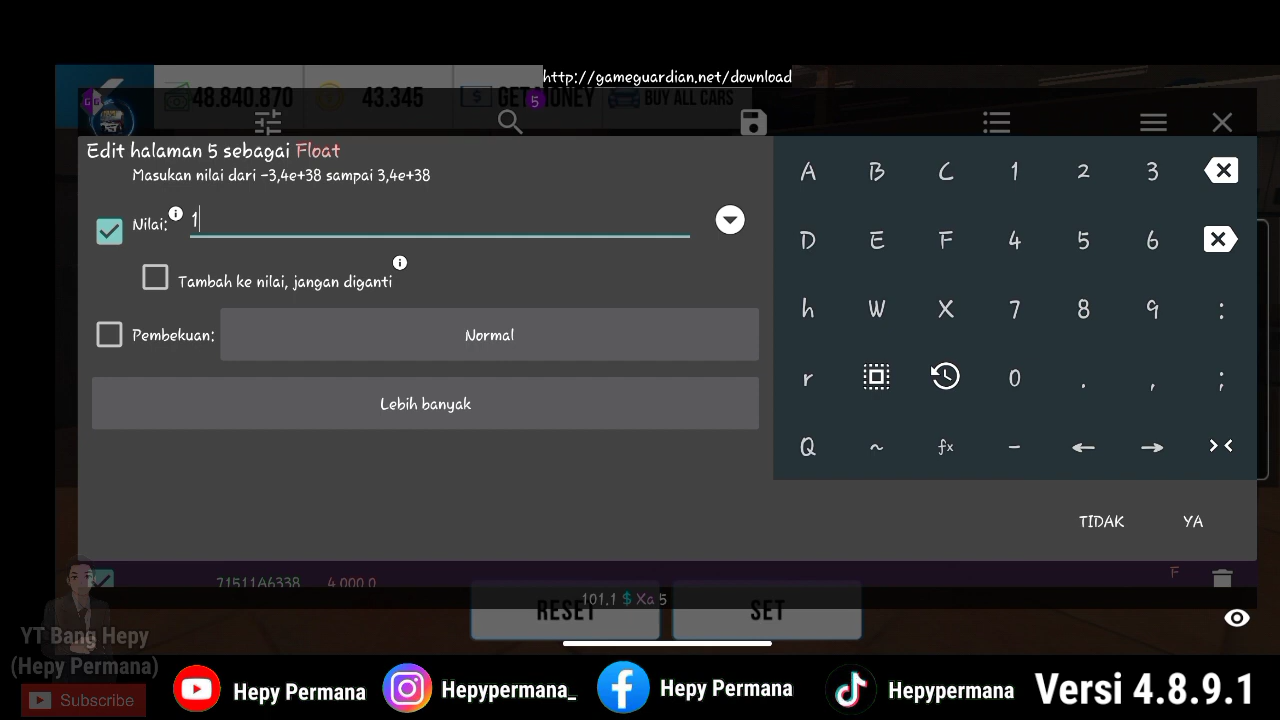 http://gameguardian.net/download
48.840.870
43.345
GET MONEY
BUY ALL CARS
5
Edit halaman 5 sebagai Float
Masukan nilai dari -3,4e+38 sampai 3,4e+38
Nilai:
1
Tambah ke nilai, jangan diganti
Pembekuan:
Normal
Lebih banyak
A B C 1 2 3
D E F 4 5 6
h W X 7 8 9 :
r 0 . , ;
Q ~ fx - ← → ><
TIDAK
YA
71511A6338
4.000,0
F
101.1 $ Xa 5
RESET
SET
YT Bang Hepy
(Hepy Permana)
Subscribe
Hepy Permana
Hepypermana_
Hepy Permana
Hepypermana
Versi 4.8.9.1